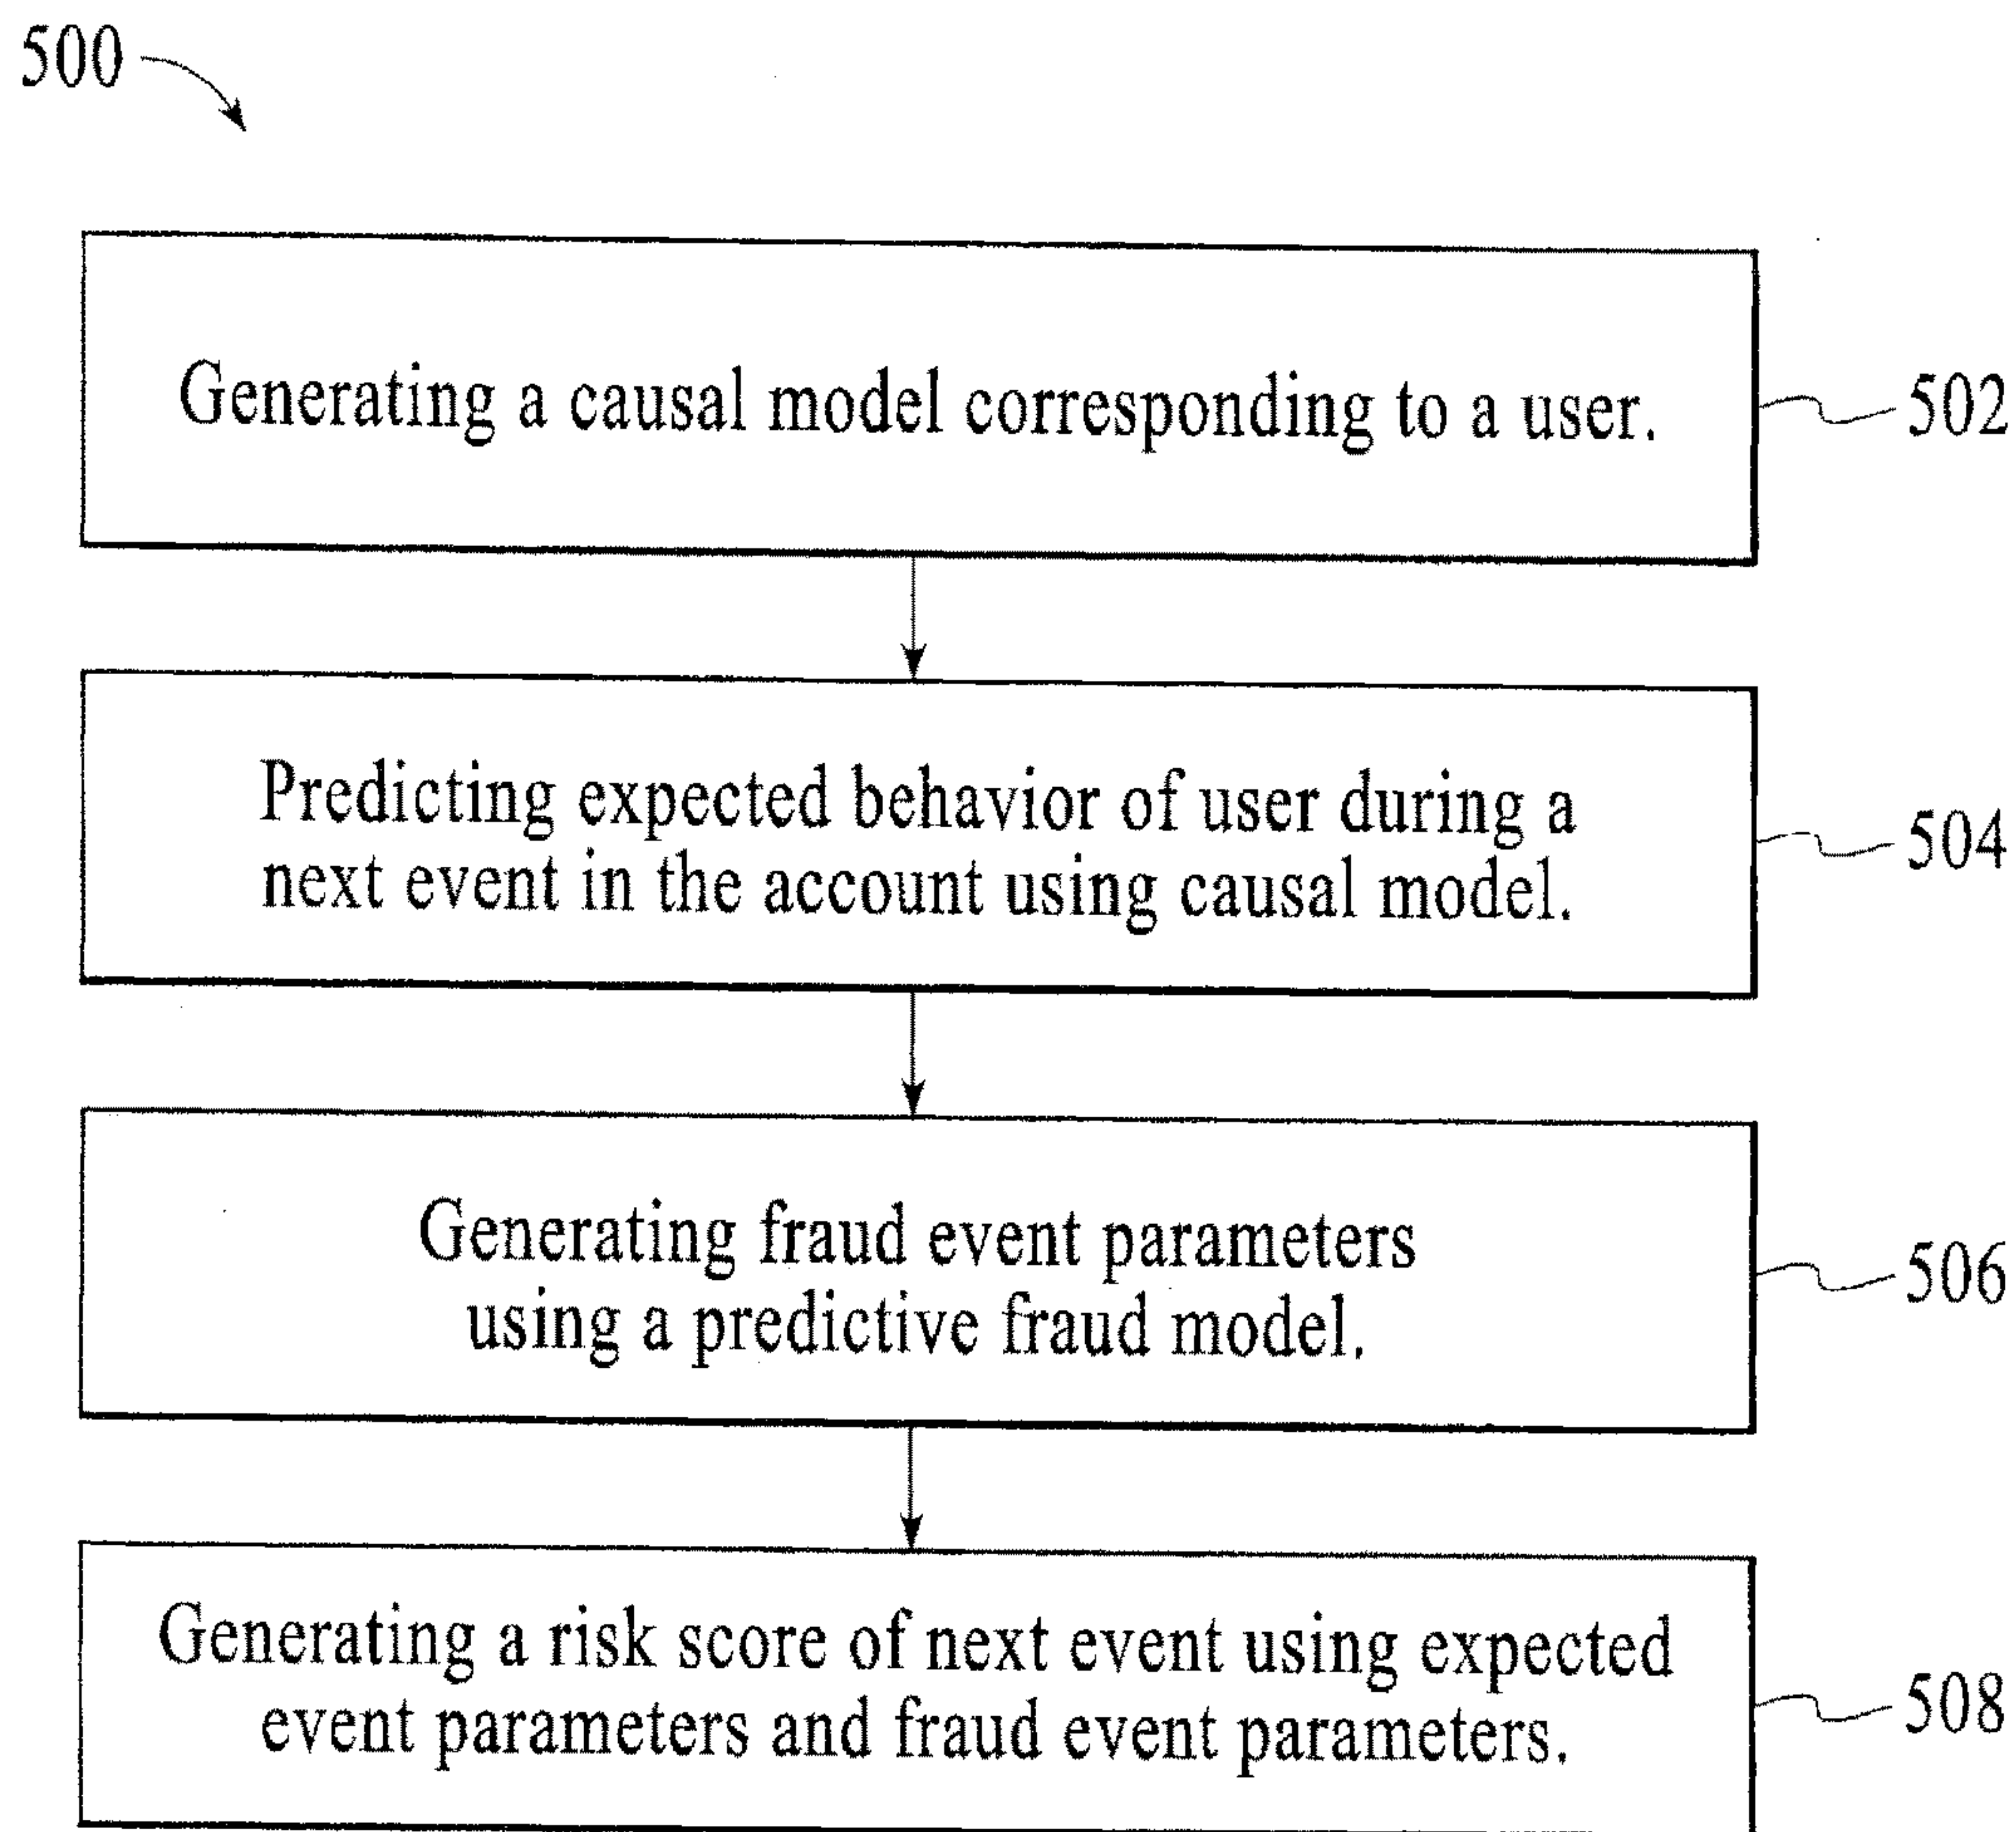 500
Generating a causal model corresponding to a user.
502
Predicting expected behavior of user during a
next event in the account using causal model.
504
Generating fraud event parameters
using a predictive fraud model.
506
Generating a risk score of next event using expected
event parameters and fraud event parameters.
508